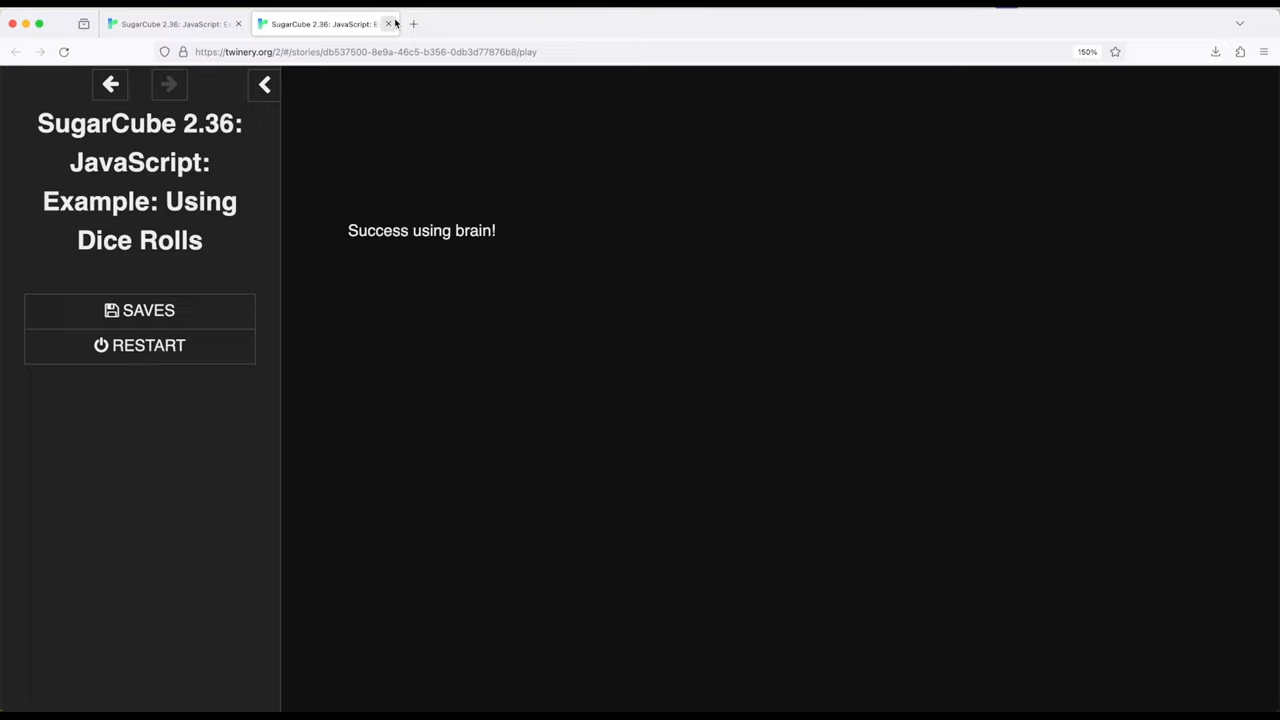 SugarCube 2.36: JavaScript: E
SugarCube 2.36: JavaScript: E
https://twinery.org/2/#/stories/db537500-8e9a-46c5-b356-0db3d77876b8/play
150%
SugarCube 2.36:
JavaScript:
Example: Using
Dice Rolls
SAVES
RESTART
Success using brain!